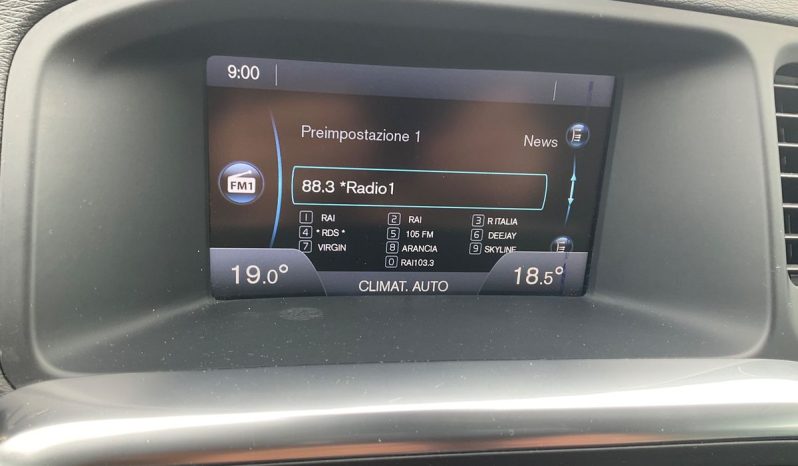 9:00
Preimpostazione 1
News
FM1
88.3 *Radio1
1 RAI 2 RAI 3 R ITALIA
4 * RDS * 5 105 FM 6 DEEJAY
7 VIRGIN 8 ARANCIA 9 SKYLINE
0 RAI103.3
19.0° CLIMAT. AUTO 18.5°